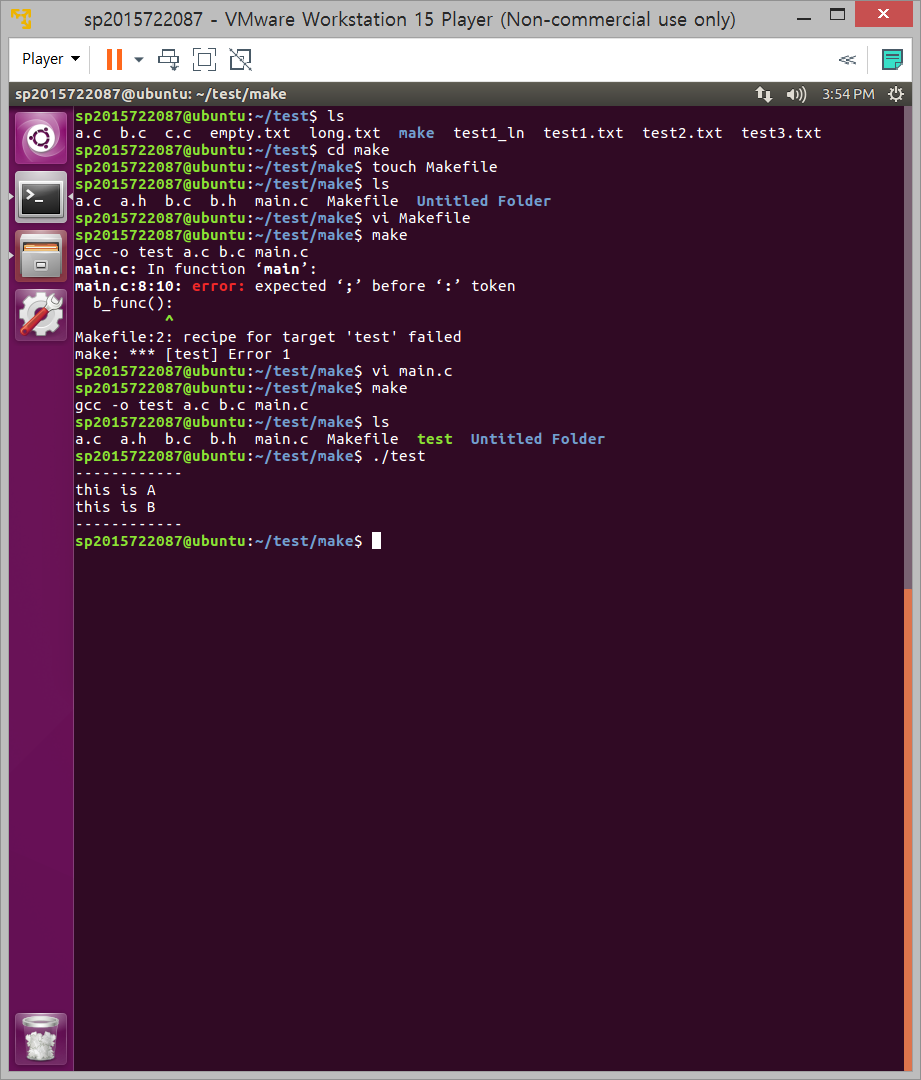 sp2015722087 - VMware Workstation 15 Player (Non-commercial use only)
Player
sp2015722087@ubuntu: ~/test/make
3:54 PM
sp2015722087@ubuntu:~/test$ ls
a.c  b.c  c.c  empty.txt  long.txt  make  test1_ln  test1.txt  test2.txt  test3.txt
sp2015722087@ubuntu:~/test$ cd make
sp2015722087@ubuntu:~/test/make$ touch Makefile
sp2015722087@ubuntu:~/test/make$ ls
a.c  a.h  b.c  b.h  main.c  Makefile  Untitled Folder
sp2015722087@ubuntu:~/test/make$ vi Makefile
sp2015722087@ubuntu:~/test/make$ make
gcc -o test a.c b.c main.c
main.c: In function ‘main’:
main.c:8:10: error: expected ‘;’ before ‘:’ token
  b_func():
          ^
Makefile:2: recipe for target 'test' failed
make: *** [test] Error 1
sp2015722087@ubuntu:~/test/make$ vi main.c
sp2015722087@ubuntu:~/test/make$ make
gcc -o test a.c b.c main.c
sp2015722087@ubuntu:~/test/make$ ls
a.c  a.h  b.c  b.h  main.c  Makefile  test  Untitled Folder
sp2015722087@ubuntu:~/test/make$ ./test
------------
this is A
this is B
------------
sp2015722087@ubuntu:~/test/make$